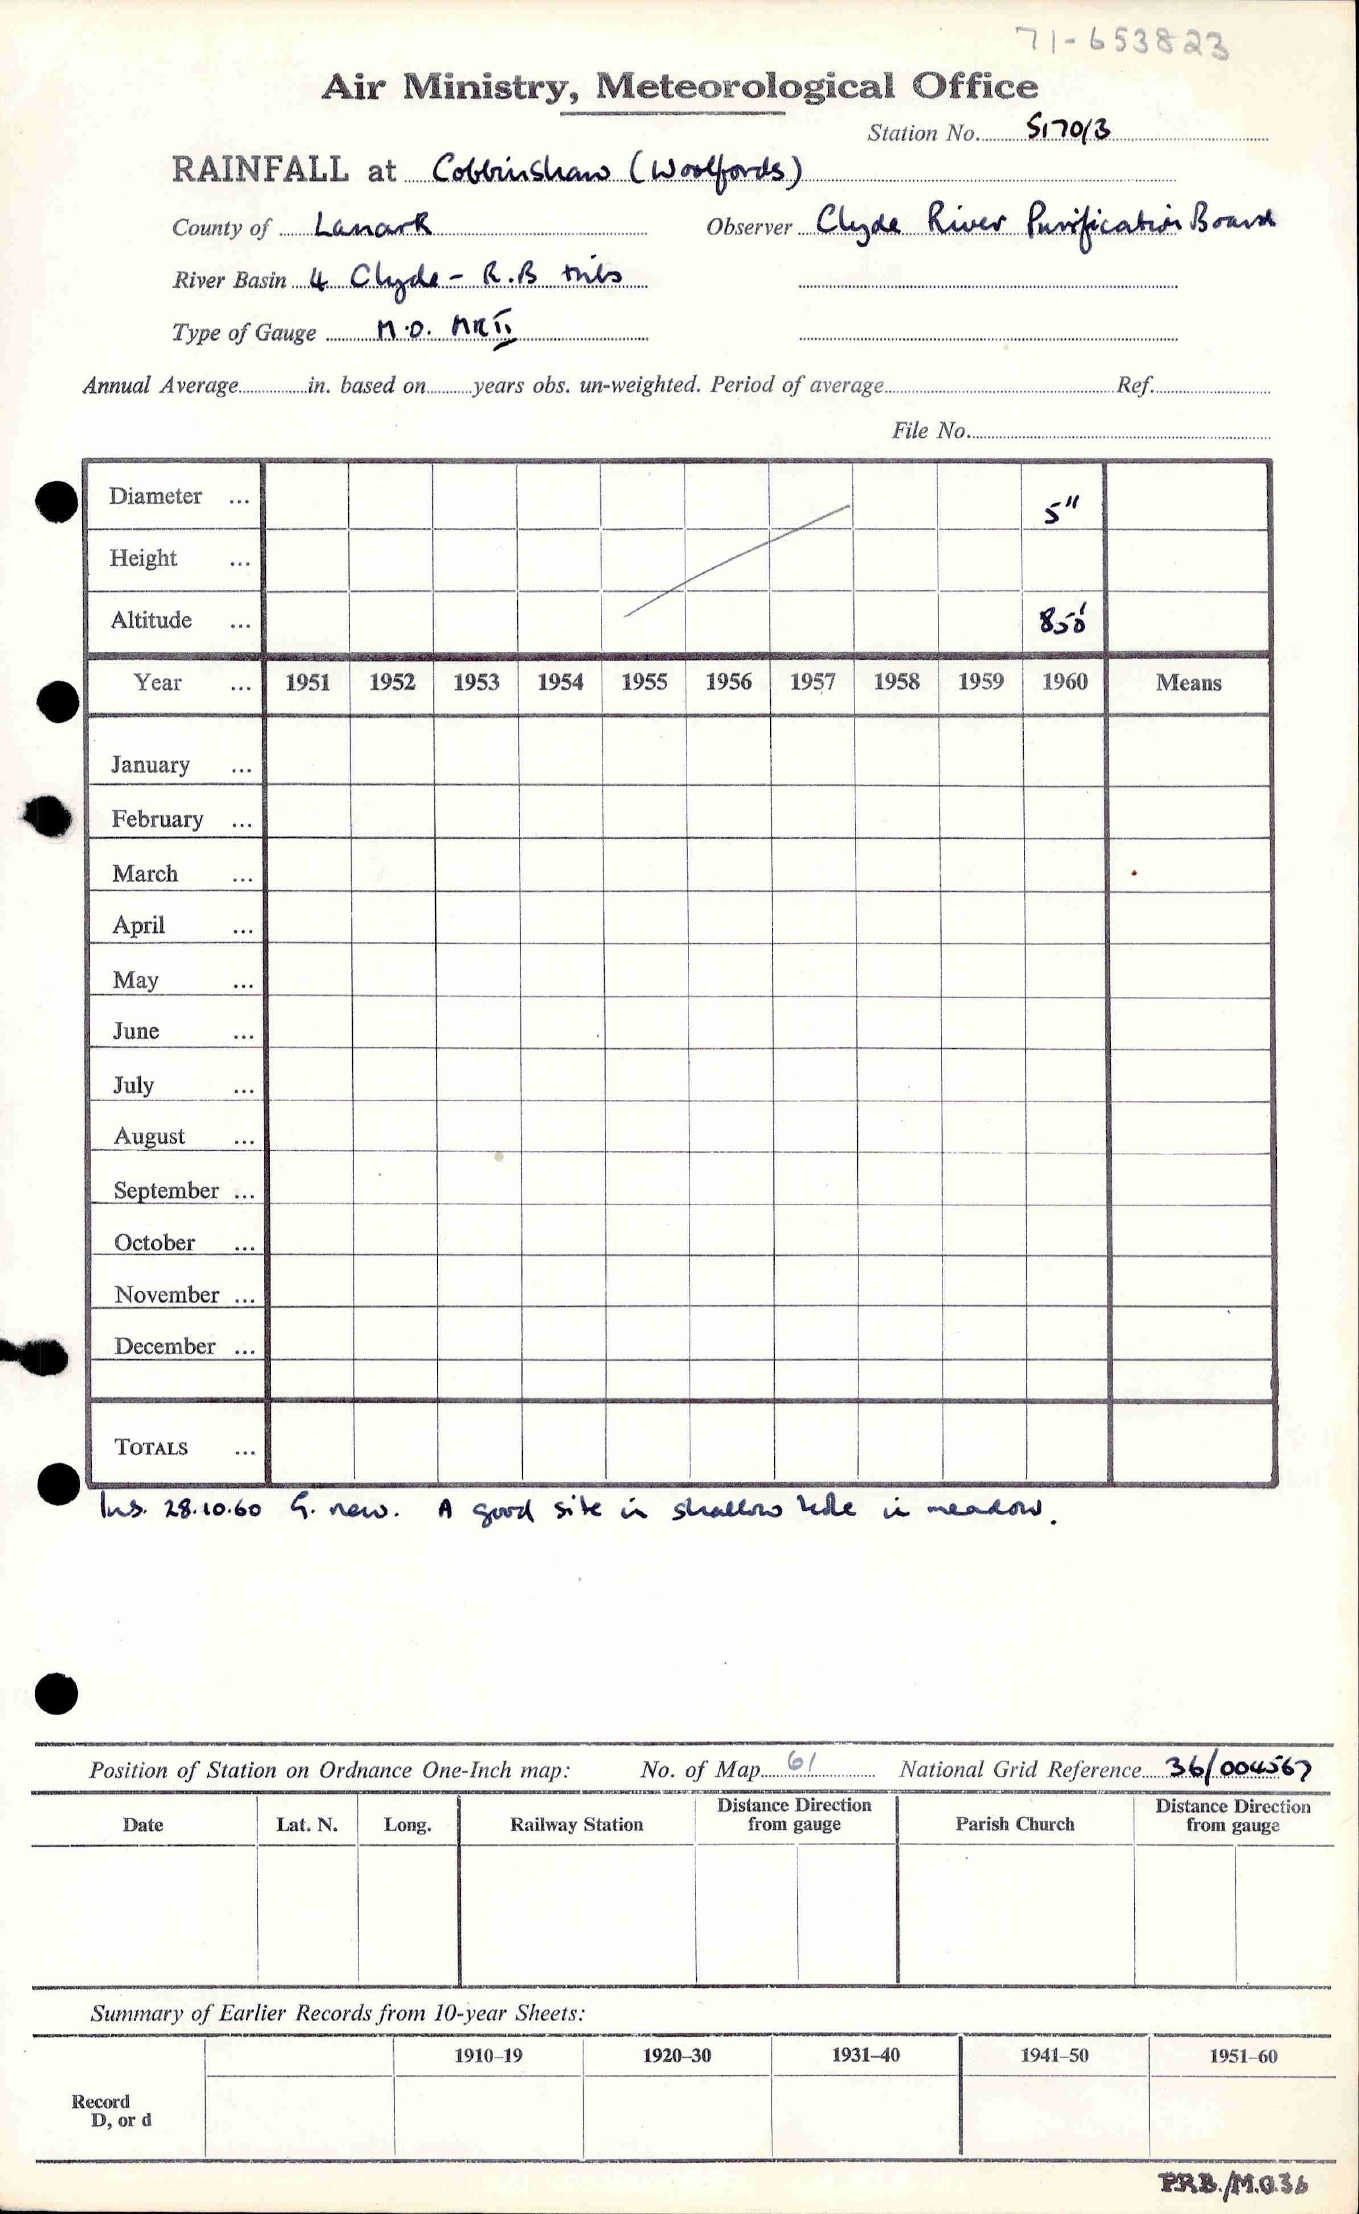 71-653823
Air Ministry, Meteorological Office
Station No. S170/3
RAINFALL at Cobbinshaw (Woolfords)
County of Lanark Observer Clyde River Purification Board
River Basin 4 Clyde - R.B tribs
Type of Gauge M.O. MK II
Annual Average in. based on years obs. un-weighted. Period of average Ref.
File No.
Diameter ... 5"
Height ...
Altitude ... 850'
Year ... 1951 1952 1953 1954 1955 1956 1957 1958 1959 1960 Means
January ...
February ...
March ...
April ...
May ...
June ...
July ...
August ...
September ...
October ...
November ...
December ...
TOTALS ...
Ins. 28.10.60 G. new. A good site in shallow hole in meadow.
Position of Station on Ordnance One-Inch map: No. of Map 61 National Grid Reference 36/004567
Date Lat. N. Long. Railway Station Distance Direction from gauge Parish Church Distance Direction from gauge
Summary of Earlier Records from 10-year Sheets:
1910-19 1920-30 1931-40 1941-50 1951-60
Record
D, or d
P.R.B./M.O.36